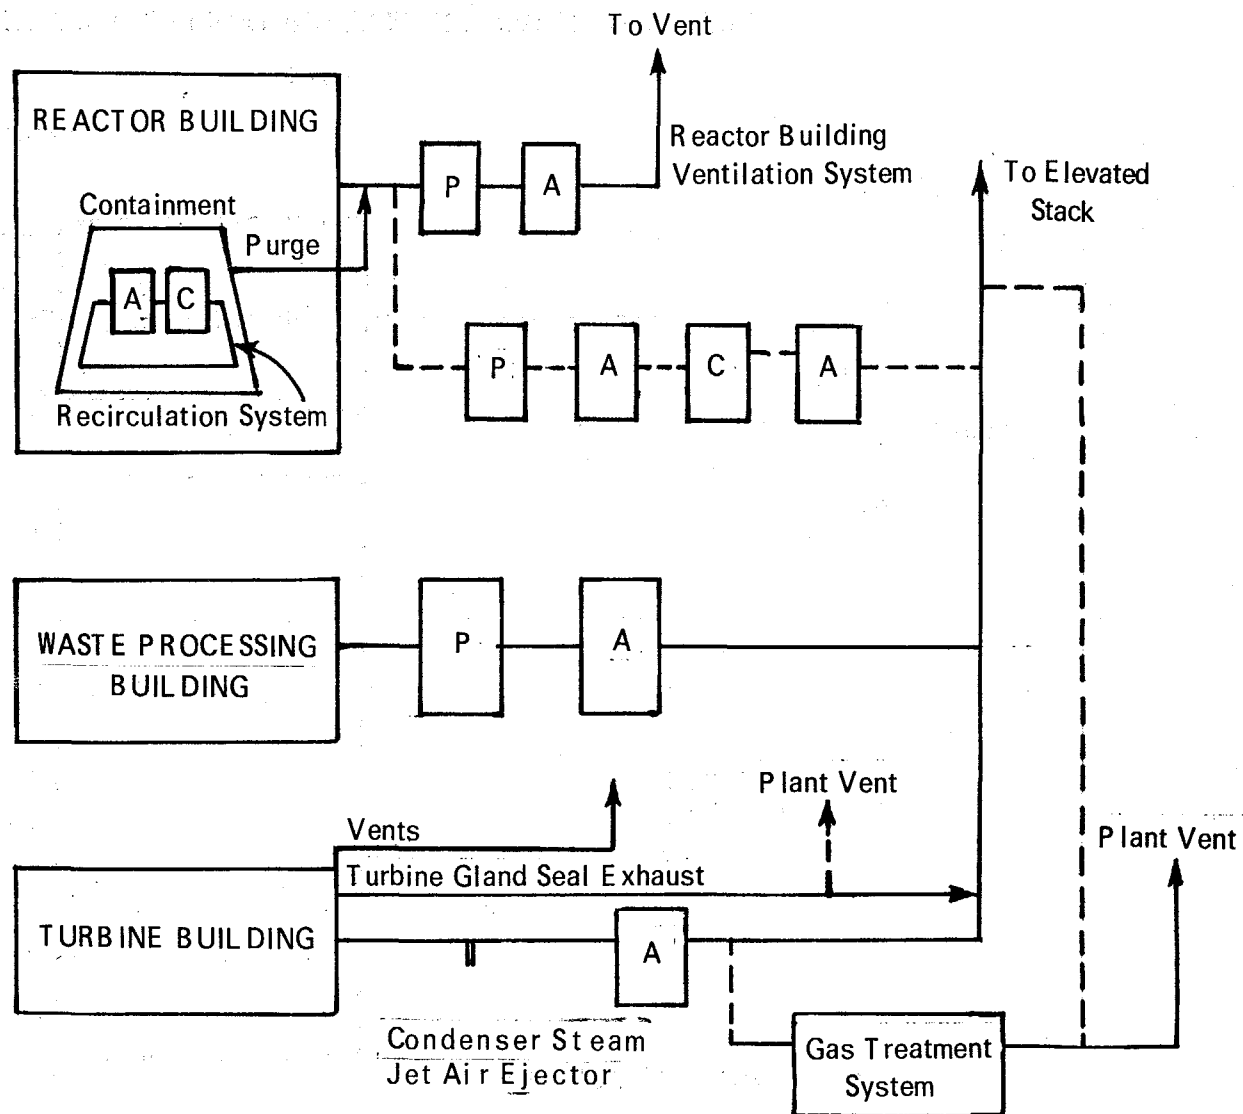 To Vent
REACTOR BUILDING
Reactor Building
Ventilation System
P
A
To Elevated
Stack
Containment
Purge
A
C
Recirculation System
P
A
C
A
WASTE PROCESSING
BUILDING
P
A
Plant Vent
Vents
Turbine Gland Seal Exhaust
Plant Vent
TURBINE BUILDING
A
Condenser Steam
Jet Air Ejector
Gas Treatment
System